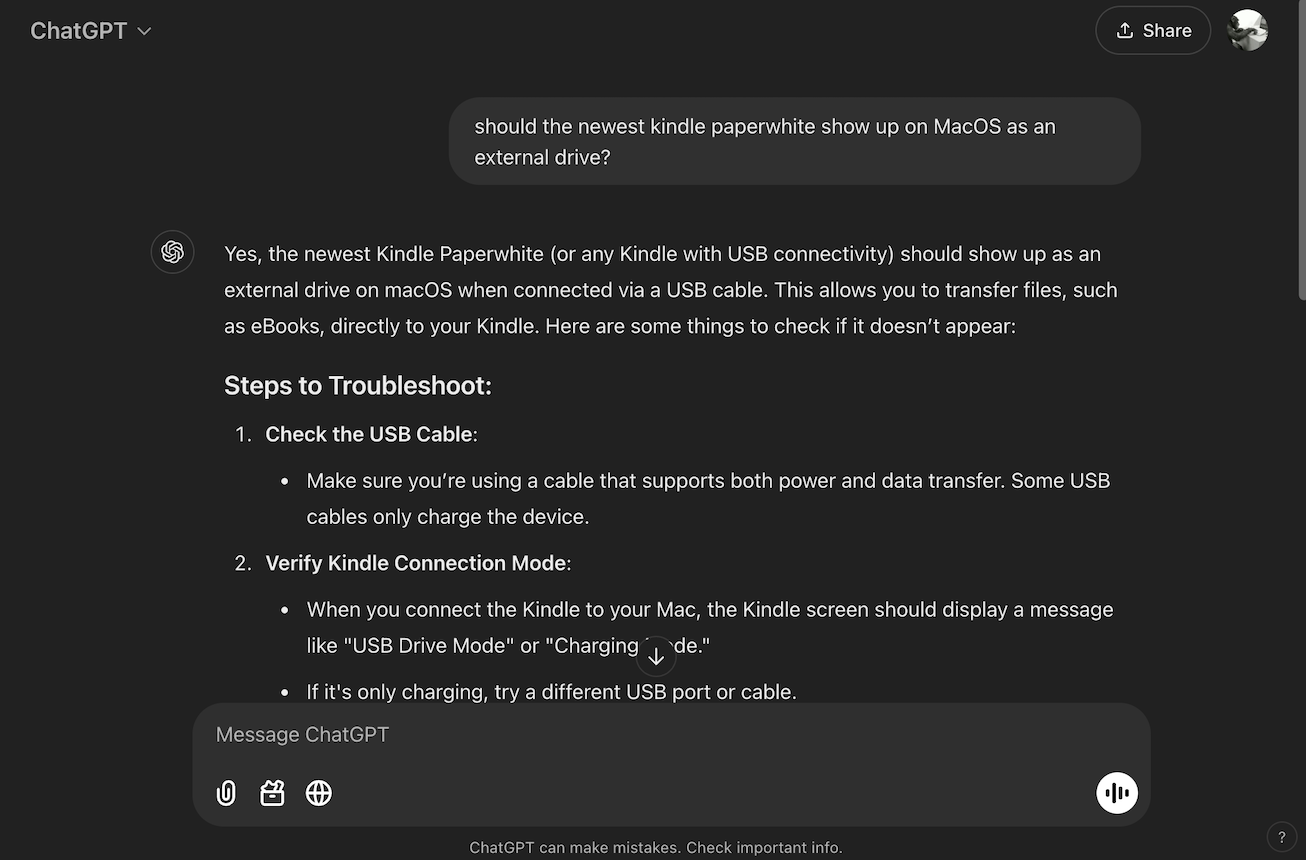 ChatGPT
Share
should the newest kindle paperwhite show up on MacOS as an
external drive?
Yes, the newest Kindle Paperwhite (or any Kindle with USB connectivity) should show up as an
external drive on macOS when connected via a USB cable. This allows you to transfer files, such
as eBooks, directly to your Kindle. Here are some things to check if it doesn’t appear:
Steps to Troubleshoot:
1. Check the USB Cable:
• Make sure you’re using a cable that supports both power and data transfer. Some USB
cables only charge the device.
2. Verify Kindle Connection Mode:
• When you connect the Kindle to your Mac, the Kindle screen should display a message
like "USB Drive Mode" or "Charging
• If it's only charging, try a different USB port or cable.
Message ChatGPT
ChatGPT can make mistakes. Check important info.
?